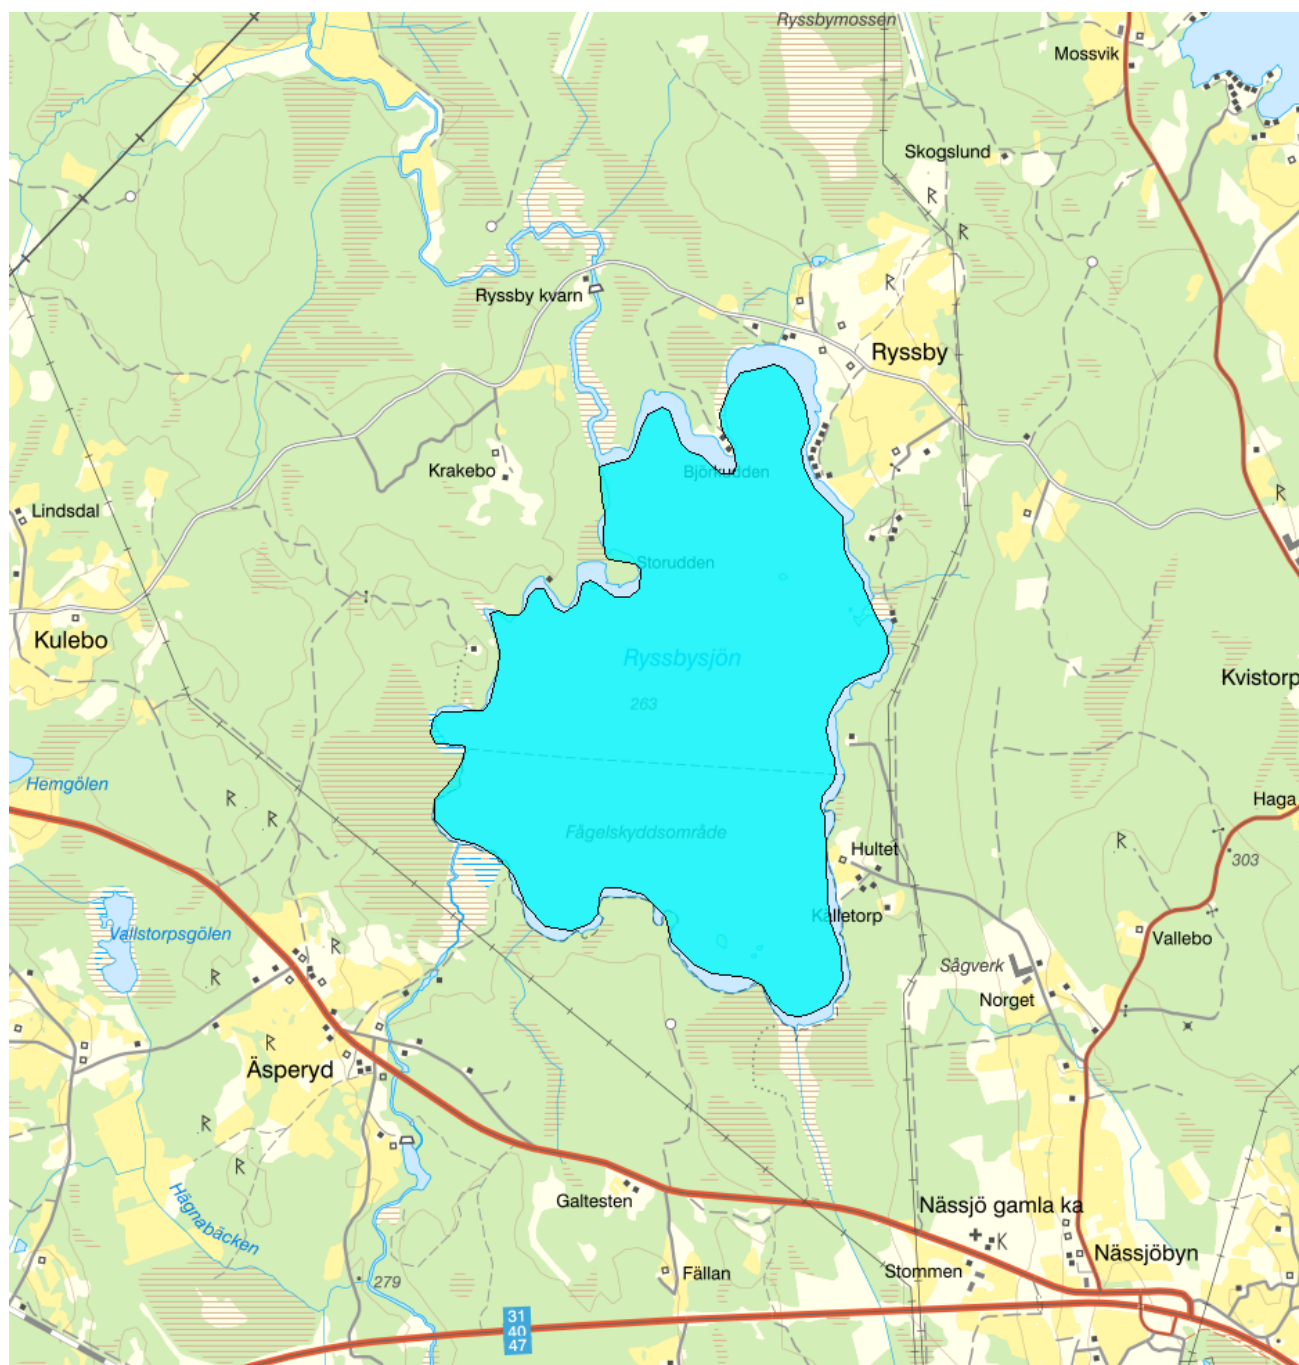 Ryssbymossen
Mossvik
Skogslund
Ryssby kvarn
Ryssby
Krakebo
Björkudden
Lindsdal
Storudden
Kulebo
Ryssbysjön
Kvistorp
263
Hemgölen
Haga
Fågelskyddsområde
Hultet
303
Källetorp
Vallstorpsgölen
Vallebo
Sågverk
Norget
Äsperyd
Galtesten
Hägnabäcken
Nässjö gamla ka
Nässjöbyn
Stommen
Fällan
279
31
40
47